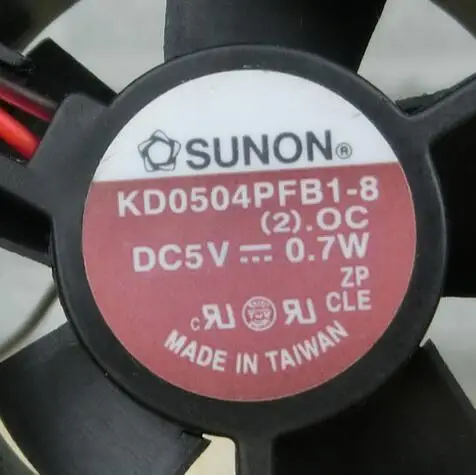 SUNON®
KD0504PFB1-8
(2).OC
DC5V ⎓ 0.7W
ZP
CLE
MADE IN TAIWAN